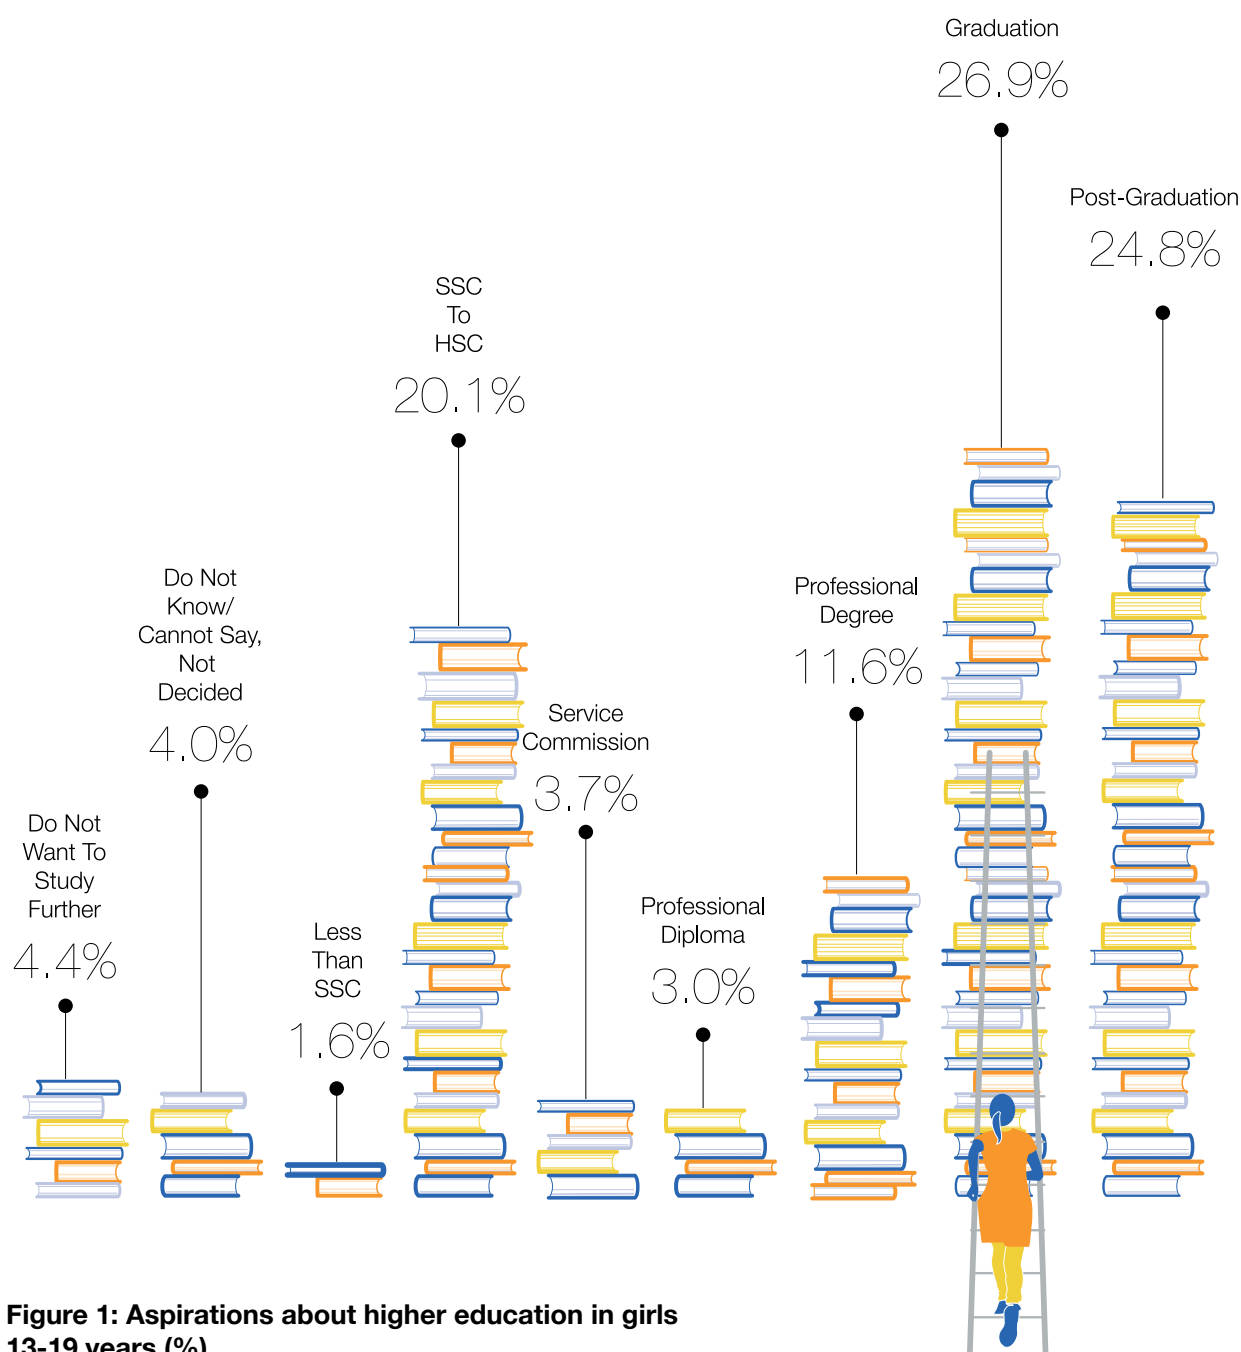 Graduation
26.9%
Post-Graduation
24.8%
SSC
To
HSC
20.1%
Do Not
Know/
Cannot Say,
Not
Decided
4.0%
Professional
Degree
11.6%
Service
Commission
3.7%
Do Not
Want To
Study
Further
4.4%
Less
Than
SSC
1.6%
Professional
Diploma
3.0%
Figure 1: Aspirations about higher education in girls
13-19 years (%)